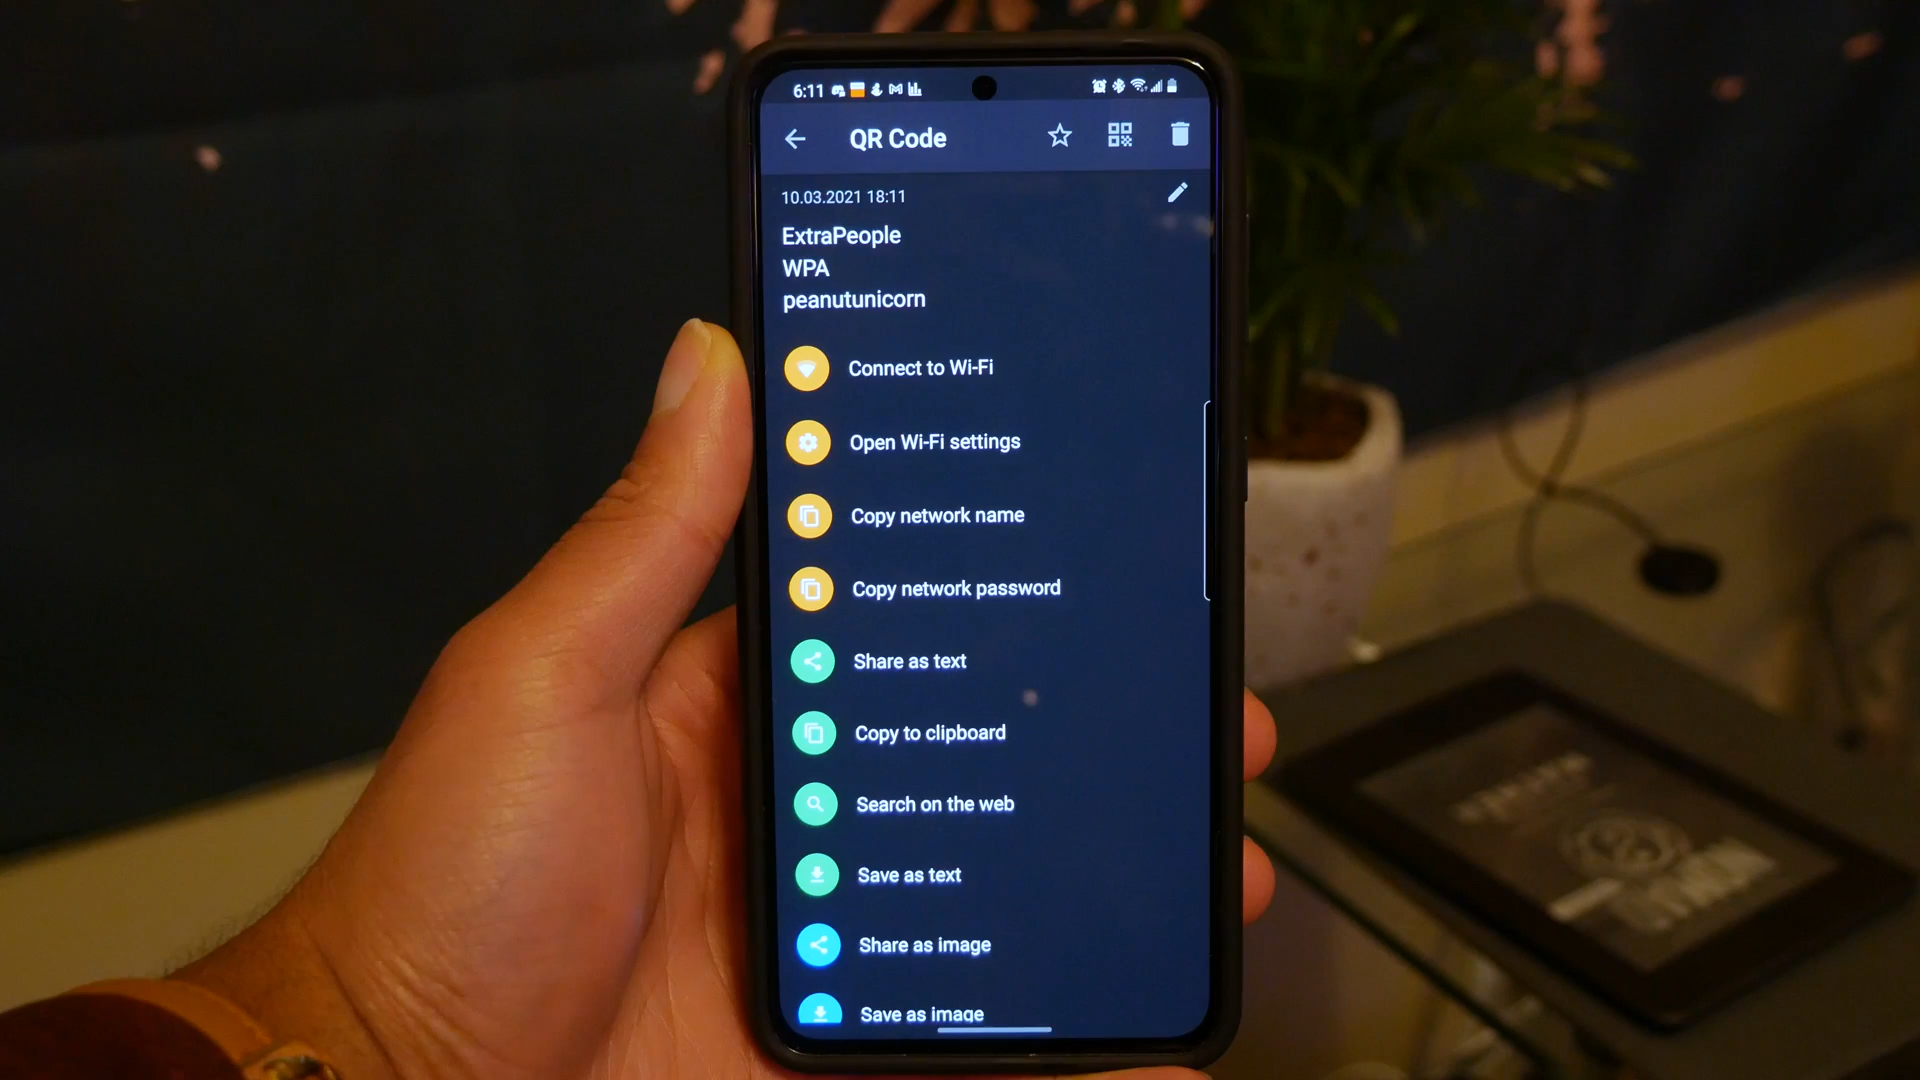 6:11
QR Code
10.03.2021 18:11
ExtraPeople
WPA
peanutunicorn
Connect to Wi-Fi
Open Wi-Fi settings
Copy network name
Copy network password
Share as text
Copy to clipboard
Search on the web
Save as text
Share as image
Save as image